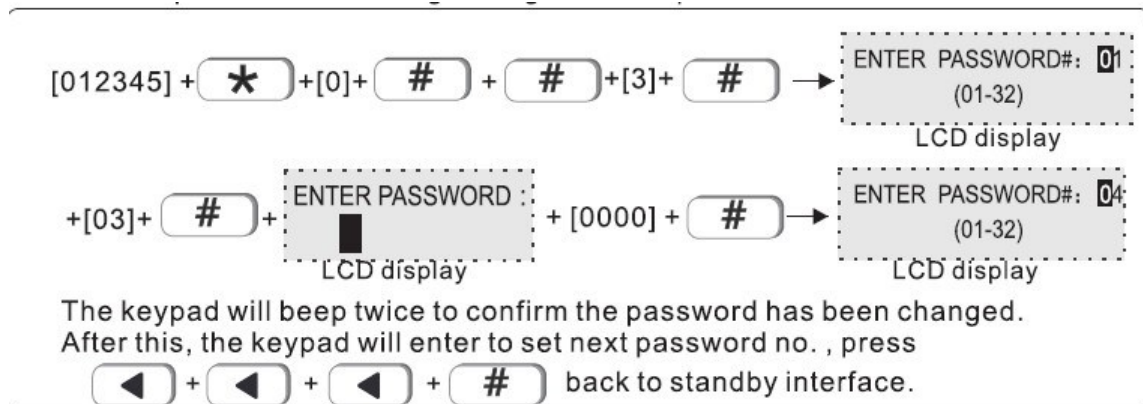 [012345] + * +[0]+ # + # +[3]+ # → ENTER PASSWORD#: 01
(01-32)
LCD display
+[03]+ # + ENTER PASSWORD : + [0000] + # → ENTER PASSWORD#: 04
(01-32)
LCD display
LCD display
The keypad will beep twice to confirm the password has been changed.
After this, the keypad will enter to set next password no. , press
◀ + ◀ + ◀ + # back to standby interface.